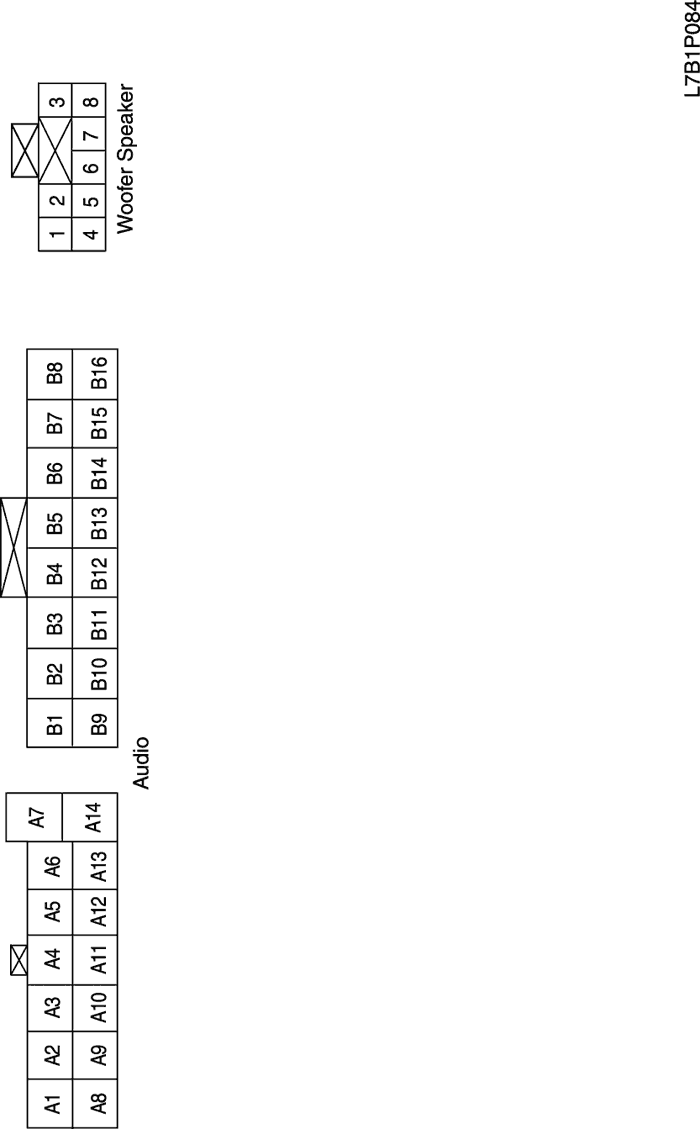 A1 A2 A3 A4 A5 A6 A7
A8 A9 A10 A11 A12 A13 A14
B1 B2 B3 B4 B5 B6 B7 B8
B9 B10 B11 B12 B13 B14 B15 B16
Audio
1 2 3
4 5 6 7 8
Woofer Speaker
L7B1P084